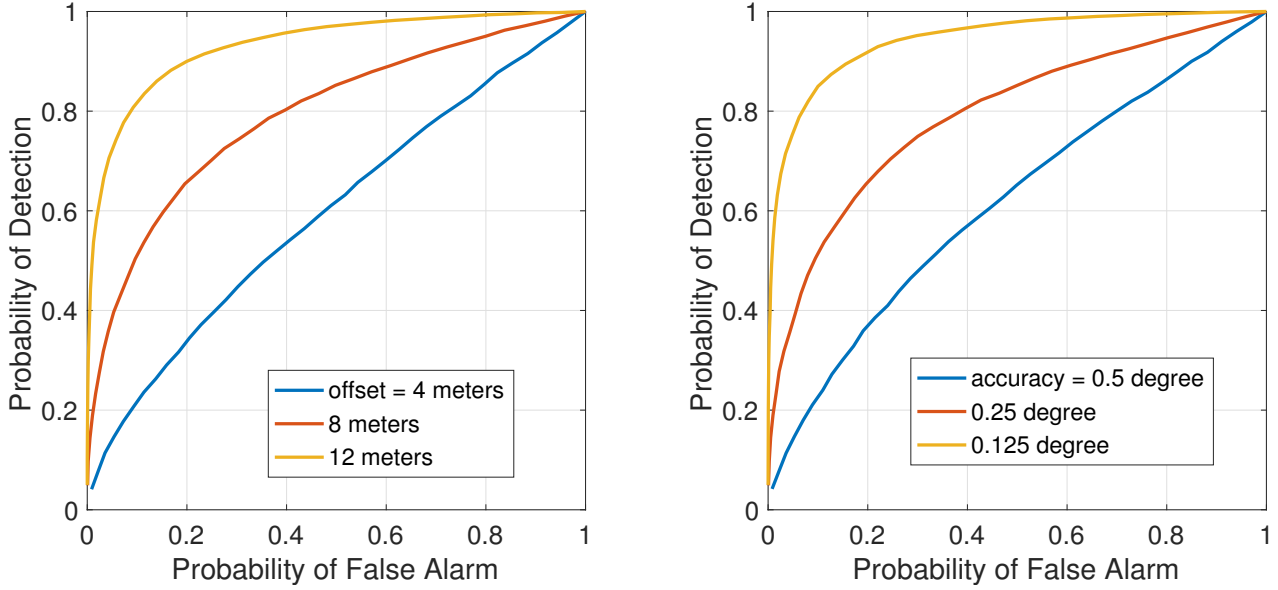 1
0.8
0.6
0.4
0.2
0
0 0.2 0.4 0.6 0.8 1
Probability of Detection
Probability of False Alarm
offset = 4 meters
8 meters
12 meters
1
0.8
0.6
0.4
0.2
0
0 0.2 0.4 0.6 0.8 1
Probability of Detection
Probability of False Alarm
accuracy = 0.5 degree
0.25 degree
0.125 degree